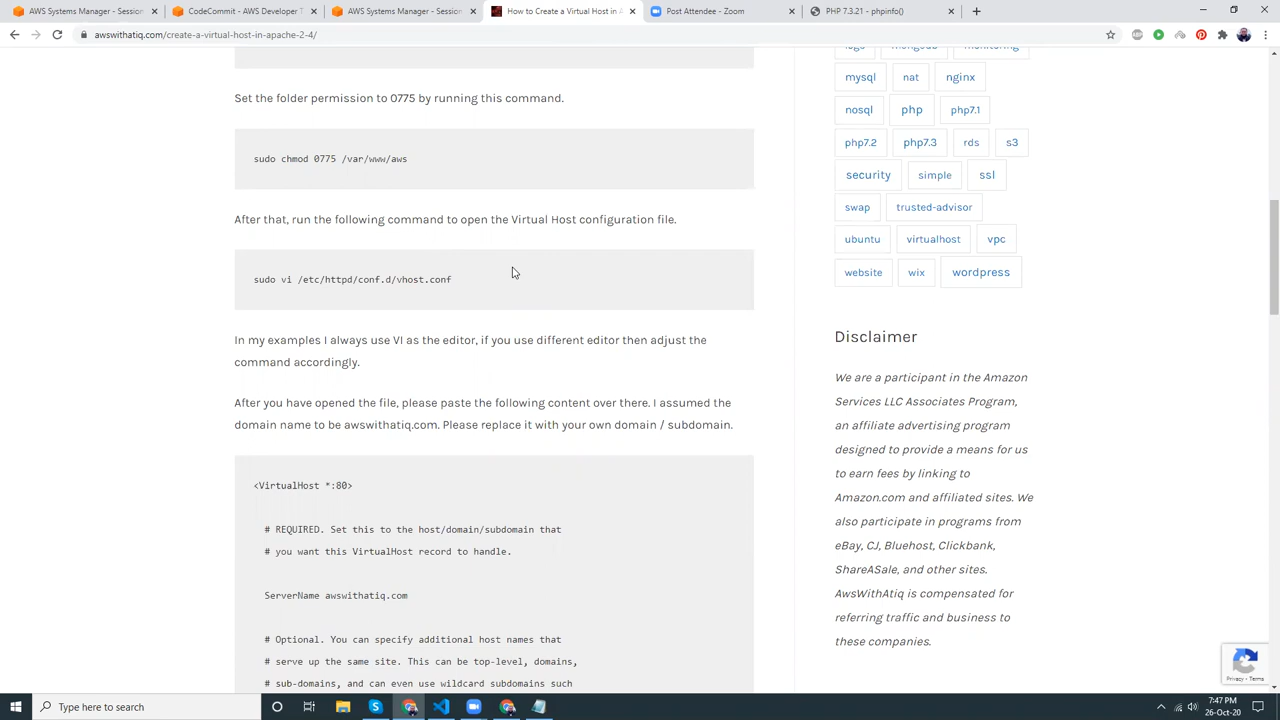 AWS Systems Manager - Session
CodeCommit - AWS Developer T
AWS Systems Manager - Session
How to Create a Virtual Host in A
Post Attendee - Zoom
PHP 7.3.21 - phpinfo()
awswithatiq.com/create-a-virtual-host-in-apache-2-4/
Set the folder permission to 0775 by running this command.
sudo chmod 0775 /var/www/aws
After that, run the following command to open the Virtual Host configuration file.
sudo vi /etc/httpd/conf.d/vhost.conf
In my examples I always use VI as the editor, if you use different editor then adjust the
command accordingly.
After you have opened the file, please paste the following content over there. I assumed the
domain name to be awswithatiq.com. Please replace it with your own domain / subdomain.
<VirtualHost *:80>
# REQUIRED. Set this to the host/domain/subdomain that
# you want this VirtualHost record to handle.
ServerName awswithatiq.com
# Optional. You can specify additional host names that
# serve up the same site. This can be top-level, domains,
# sub-domains, and can even use wildcard subdomains such
logo mongodb monitoring
mysql nat nginx
nosql php php7.1
php7.2 php7.3 rds s3
security simple ssl
swap trusted-advisor
ubuntu virtualhost vpc
website wix wordpress
Disclaimer
We are a participant in the Amazon
Services LLC Associates Program,
an affiliate advertising program
designed to provide a means for us
to earn fees by linking to
Amazon.com and affiliated sites. We
also participate in programs from
eBay, CJ, Bluehost, Clickbank,
ShareASale, and other sites.
AwsWithAtiq is compensated for
referring traffic and business to
these companies.
Privacy - Terms
Type here to search
7:47 PM
26-Oct-20